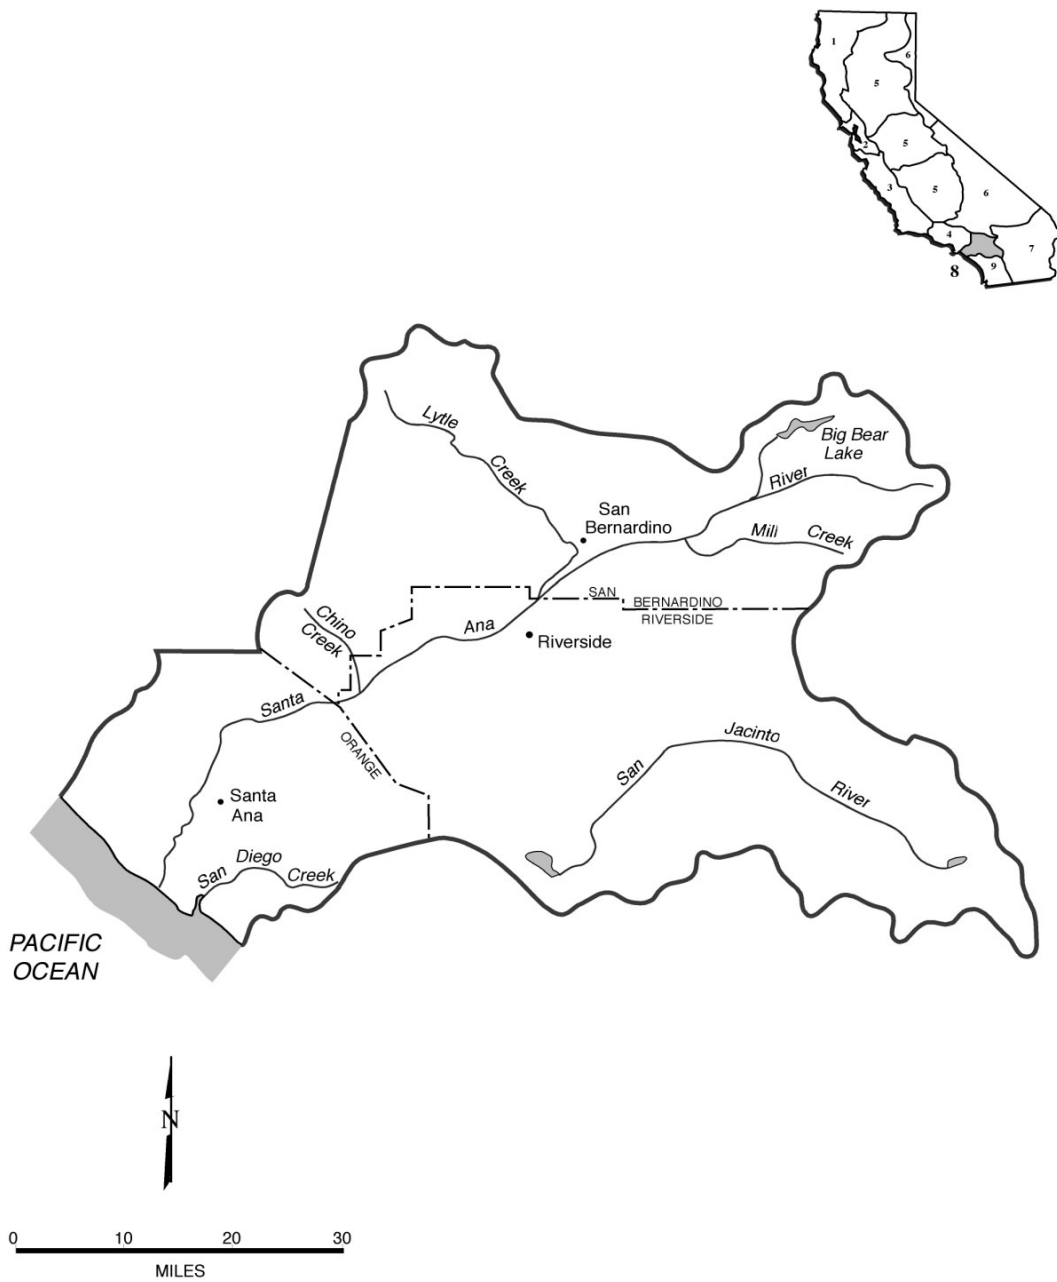 1
6
5
2
5
3
5
6
4
7
8
9
Lytle
Creek
Big Bear
Lake
River
San
Bernardino
Mill Creek
SAN BERNARDINO
RIVERSIDE
Chino
Creek
Ana
Riverside
Santa
ORANGE
Jacinto
San
River
Santa
Ana
San Diego Creek
PACIFIC
OCEAN
N
0 10 20 30
MILES